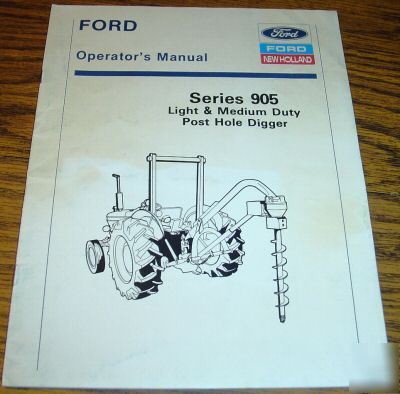 FORD
Operator's Manual
Ford
FORD
NEW HOLLAND
Series 905
Light & Medium Duty
Post Hole Digger